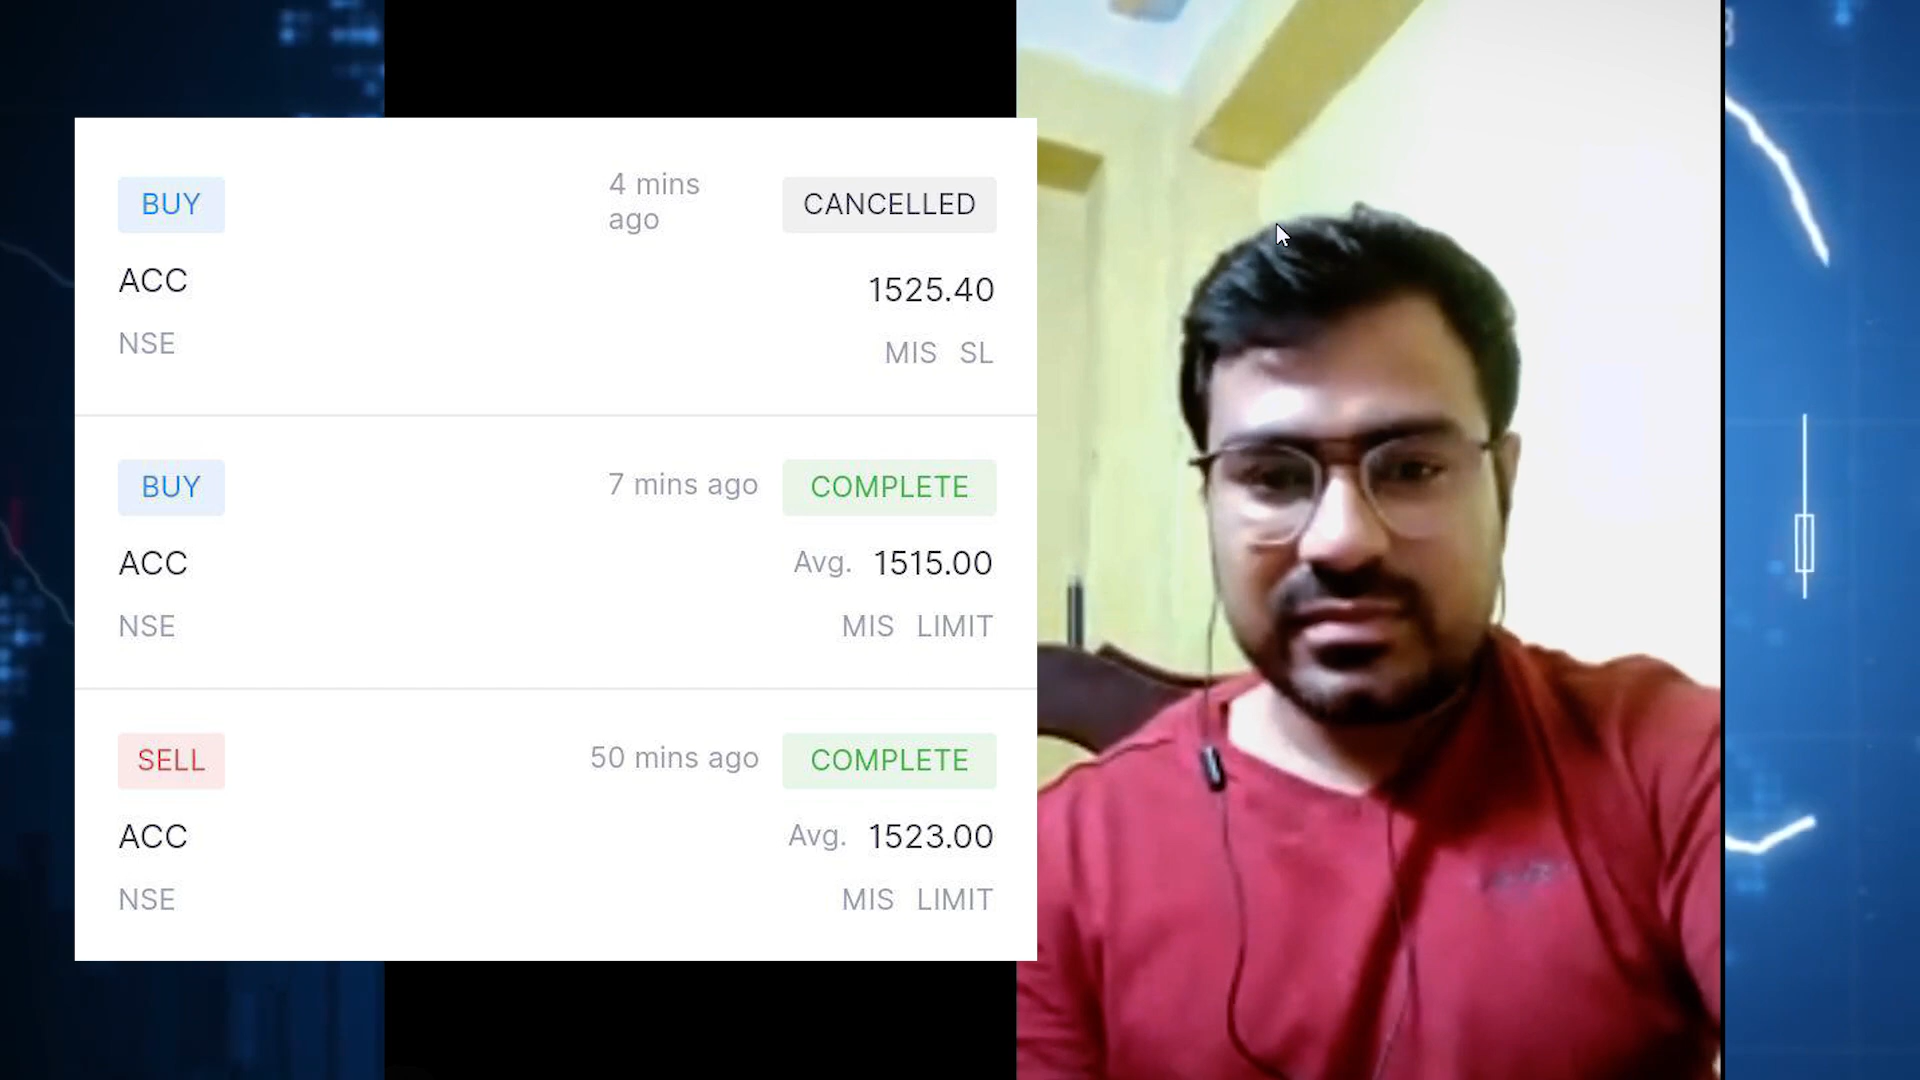 BUY 4 mins ago CANCELLED
ACC 1525.40
NSE MIS SL
BUY 7 mins ago COMPLETE
ACC Avg. 1515.00
NSE MIS LIMIT
SELL 50 mins ago COMPLETE
ACC Avg. 1523.00
NSE MIS LIMIT